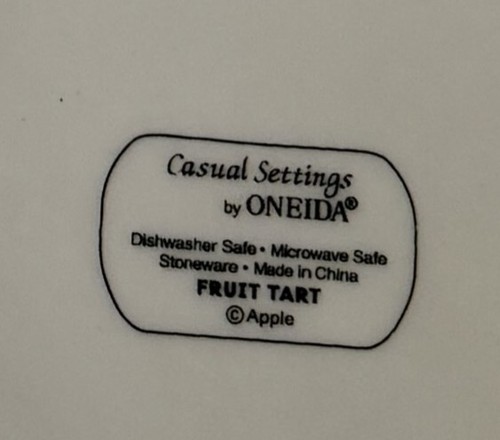 Casual Settings
by ONEIDA®
Dishwasher Safe • Microwave Safe
Stoneware • Made in China
FRUIT TART
©Apple